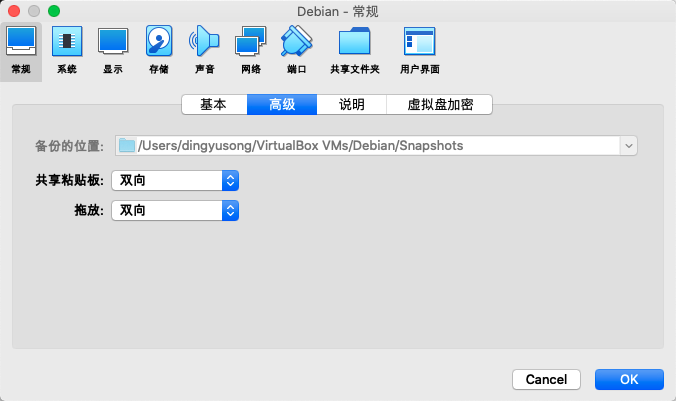 Debian - 常规
常规 系统 显示 存储 声音 网络 端口 共享文件夹 用户界面
基本 高级 说明 虚拟盘加密
备份的位置: /Users/dingyusong/VirtualBox VMs/Debian/Snapshots
共享粘贴板: 双向
拖放: 双向
Cancel OK